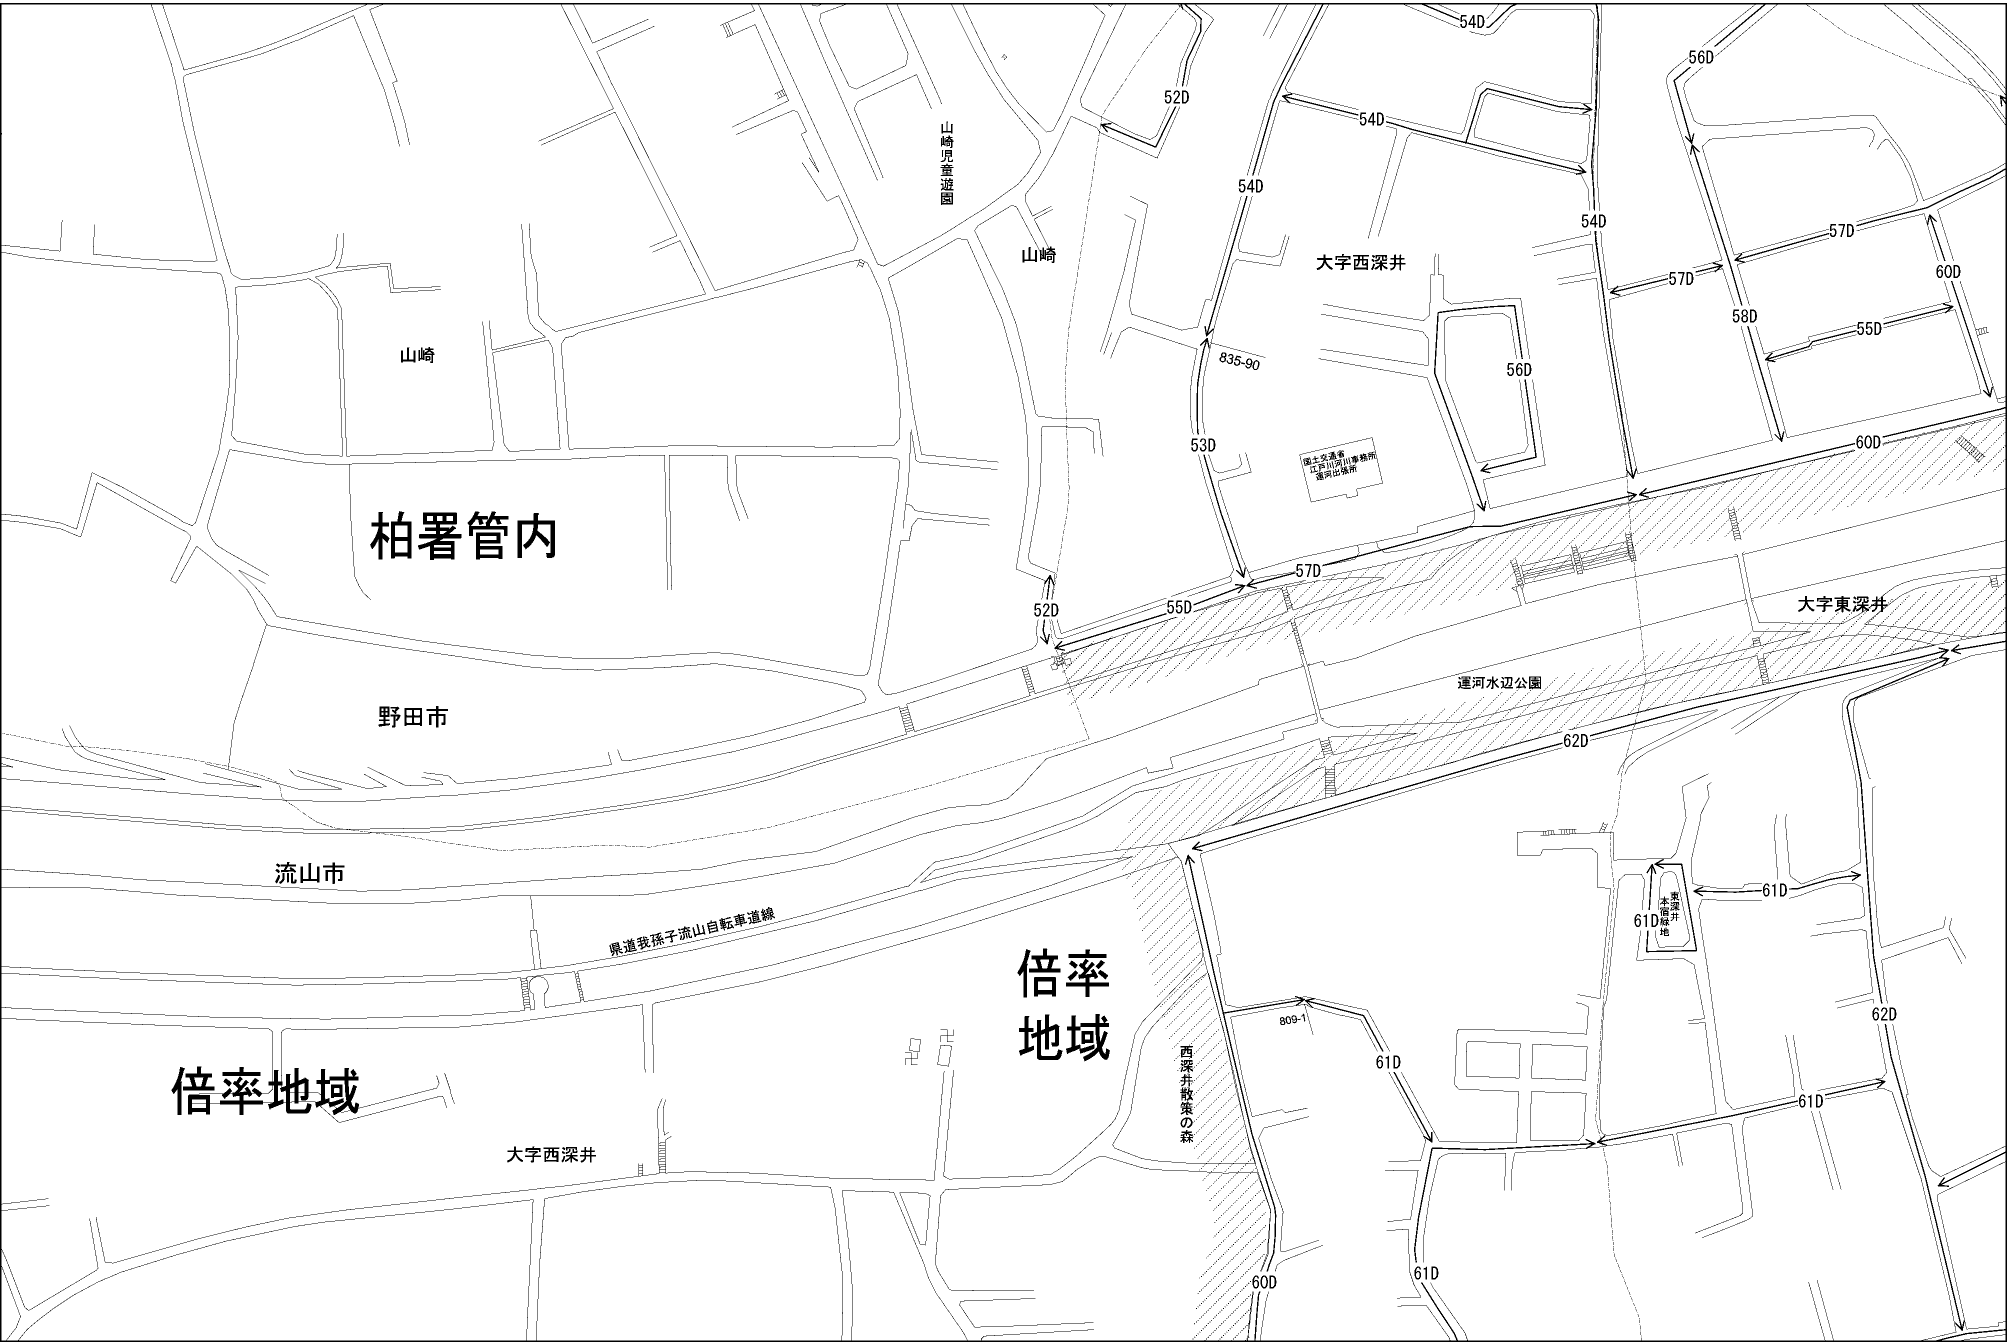 54D
56D
52D
54D
山崎児童遊園
54D
54D
57D
山崎
大字西深井
60D
57D
58D
55D
山崎
835-90
56D
53D
60D
国土交通省
江戸川河川事務所
運河出張所
柏署管内
57D
52D
55D
大字東深井
運河水辺公園
野田市
62D
流山市
61D
東深井
本宿緑地
61D
県道我孫子流山自転車道線
倍率
地域
62D
809-1
西深井散策の森
61D
倍率地域
61D
大字西深井
61D
60D